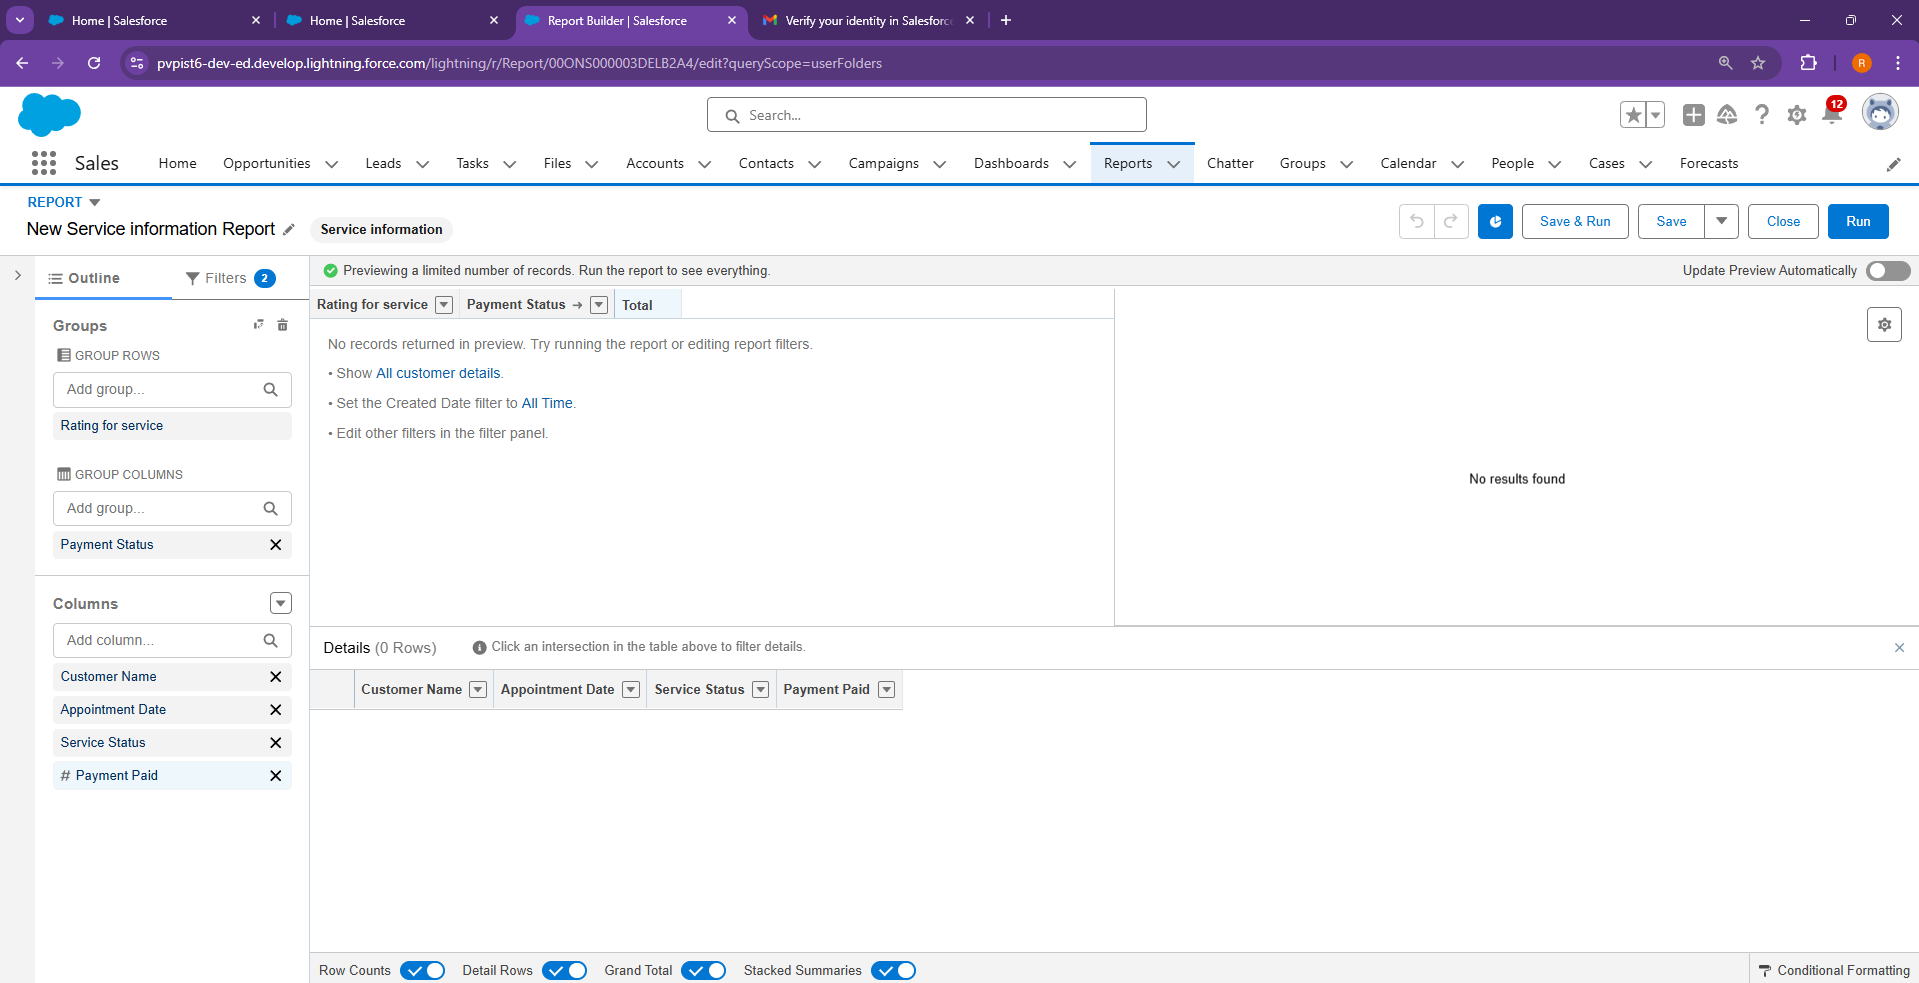 Home | Salesforce
Home | Salesforce
Report Builder | Salesforce
Verify your identity in Salesforc
pvpist6-dev-ed.develop.lightning.force.com/lightning/r/Report/00ONS000003DELB2A4/edit?queryScope=userFolders
R
Search...
12
Sales
Home
Opportunities
Leads
Tasks
Files
Accounts
Contacts
Campaigns
Dashboards
Reports
Chatter
Groups
Calendar
People
Cases
Forecasts
REPORT
New Service information Report
Service information
Save & Run
Save
Close
Run
Outline
Filters 2
Previewing a limited number of records. Run the report to see everything.
Update Preview Automatically
Groups
GROUP ROWS
Add group...
Rating for service
GROUP COLUMNS
Add group...
Payment Status
Columns
Add column...
Customer Name
Appointment Date
Service Status
# Payment Paid
Rating for service
Payment Status →
Total
No records returned in preview. Try running the report or editing report filters.
• Show All customer details.
• Set the Created Date filter to All Time.
• Edit other filters in the filter panel.
No results found
Details (0 Rows)
Click an intersection in the table above to filter details.
Customer Name
Appointment Date
Service Status
Payment Paid
Row Counts
Detail Rows
Grand Total
Stacked Summaries
Conditional Formatting